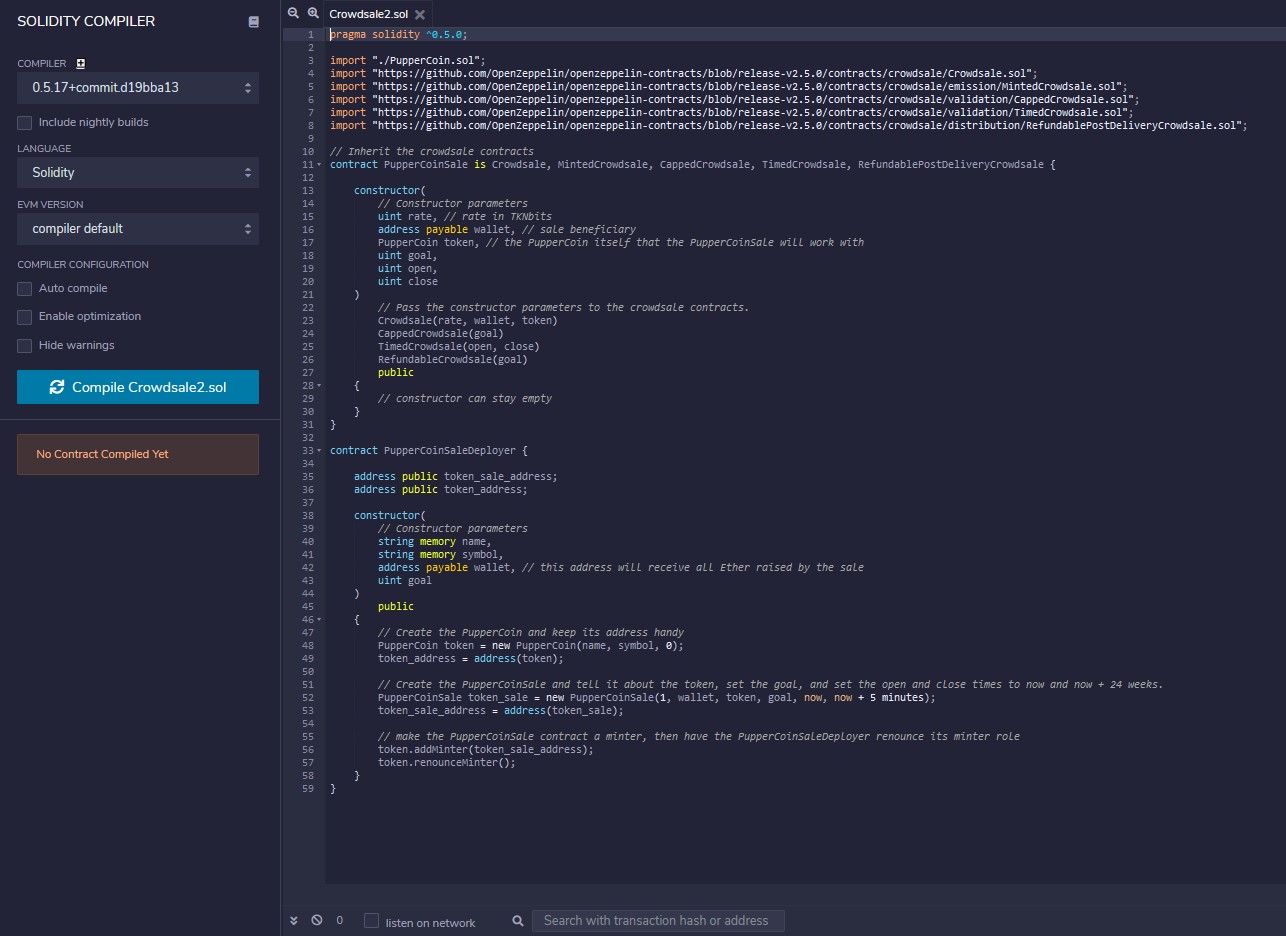 SOLIDITY COMPILER
COMPILER
0.5.17+commit.d19bba13
Include nightly builds
LANGUAGE
Solidity
EVM VERSION
compiler default
COMPILER CONFIGURATION
Auto compile
Enable optimization
Hide warnings
Compile Crowdsale2.sol
No Contract Compiled Yet
Crowdsale2.sol
1 pragma solidity ^0.5.0;
2
3 import "./PupperCoin.sol";
4 import "https://github.com/OpenZeppelin/openzeppelin-contracts/blob/release-v2.5.0/contracts/crowdsale/Crowdsale.sol";
5 import "https://github.com/OpenZeppelin/openzeppelin-contracts/blob/release-v2.5.0/contracts/crowdsale/emission/MintedCrowdsale.sol";
6 import "https://github.com/OpenZeppelin/openzeppelin-contracts/blob/release-v2.5.0/contracts/crowdsale/validation/CappedCrowdsale.sol";
7 import "https://github.com/OpenZeppelin/openzeppelin-contracts/blob/release-v2.5.0/contracts/crowdsale/validation/TimedCrowdsale.sol";
8 import "https://github.com/OpenZeppelin/openzeppelin-contracts/blob/release-v2.5.0/contracts/crowdsale/distribution/RefundablePostDeliveryCrowdsale.sol";
9
10 // Inherit the crowdsale contracts
11 contract PupperCoinSale is Crowdsale, MintedCrowdsale, CappedCrowdsale, TimedCrowdsale, RefundablePostDeliveryCrowdsale {
12
13 constructor(
14 // Constructor parameters
15 uint rate, // rate in TKNbits
16 address payable wallet, // sale beneficiary
17 PupperCoin token, // the PupperCoin itself that the PupperCoinSale will work with
18 uint goal,
19 uint open,
20 uint close
21 )
22 // Pass the constructor parameters to the crowdsale contracts.
23 Crowdsale(rate, wallet, token)
24 CappedCrowdsale(goal)
25 TimedCrowdsale(open, close)
26 RefundableCrowdsale(goal)
27 public
28 {
29 // constructor can stay empty
30 }
31 }
32
33 contract PupperCoinSaleDeployer {
34
35 address public token_sale_address;
36 address public token_address;
37
38 constructor(
39 // Constructor parameters
40 string memory name,
41 string memory symbol,
42 address payable wallet, // this address will receive all Ether raised by the sale
43 uint goal
44 )
45 public
46 {
47 // Create the PupperCoin and keep its address handy
48 PupperCoin token = new PupperCoin(name, symbol, 0);
49 token_address = address(token);
50
51 // Create the PupperCoinSale and tell it about the token, set the goal, and set the open and close times to now and now + 24 weeks.
52 PupperCoinSale token_sale = new PupperCoinSale(1, wallet, token, goal, now, now + 5 minutes);
53 token_sale_address = address(token_sale);
54
55 // make the PupperCoinSale contract a minter, then have the PupperCoinSaleDeployer renounce its minter role
56 token.addMinter(token_sale_address);
57 token.renounceMinter();
58 }
59 }
0
listen on network
Search with transaction hash or address